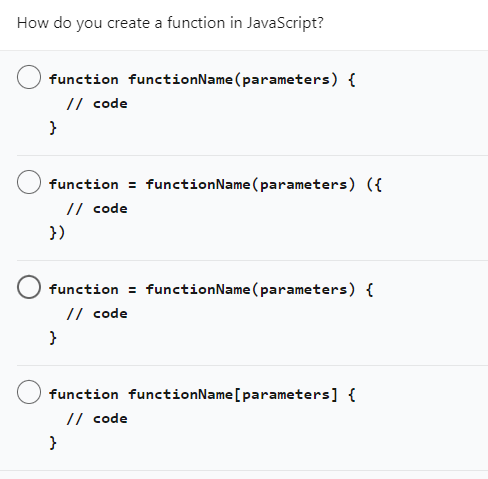 How do you create a function in JavaScript?
function functionName(parameters) {
// code
}
function = functionName(parameters) ({
// code
})
function = functionName(parameters) {
// code
}
function functionName[parameters] {
// code
}